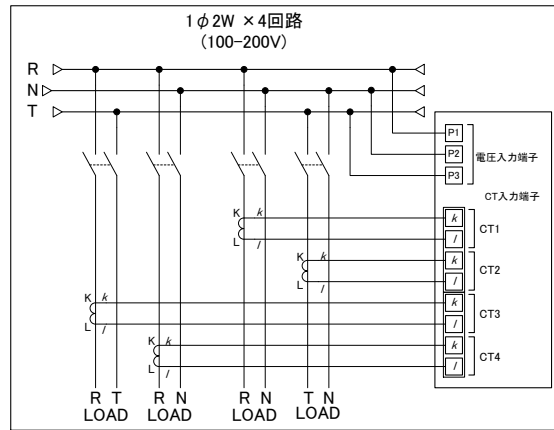 1φ2W ×4回路
(100-200V)
R
N
T
P1
P2
P3
電圧入力端子
CT入力端子
K k
L l
k
l
CT1
K k
L l
k
l
CT2
K k
L l
k
l
CT3
K k
L l
k
l
CT4
R T
LOAD
R N
LOAD
R N
LOAD
T N
LOAD